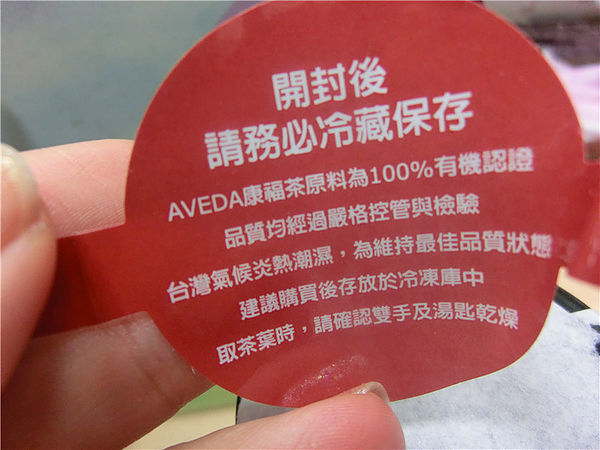 開封後
請務必冷藏保存
AVEDA康福茶原料為100%有機認證
品質均經過嚴格控管與檢驗
台灣氣候炎熱潮濕，為維持最佳品質狀態
建議購買後存放於冷凍庫中
取茶葉時，請確認雙手及湯匙乾燥